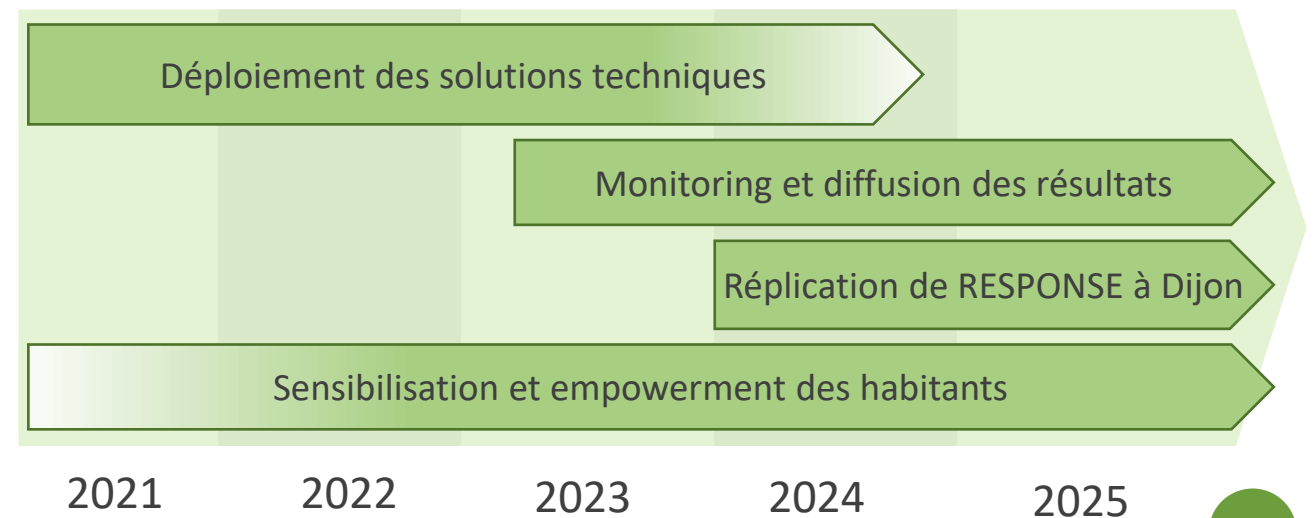 Déploiement des solutions techniques
Monitoring et diffusion des résultats
Réplication de RESPONSE à Dijon
Sensibilisation et empowerment des habitants
2021 2022 2023 2024 2025